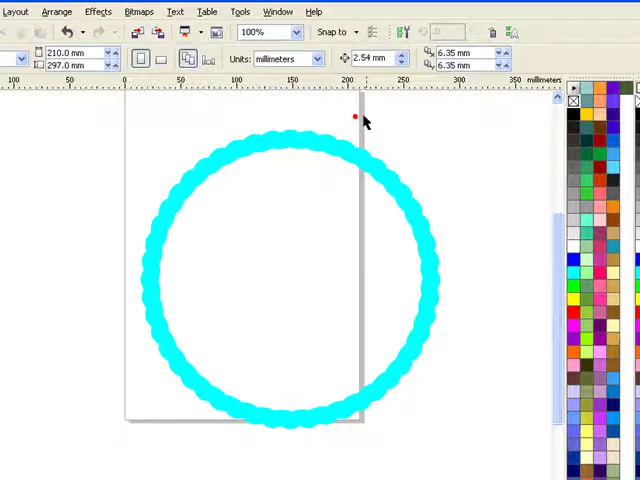 Layout Arrange Effects Bitmaps Text Table Tools Window Help
100% Snap to .0
210.0 mm 297.0 mm Units: millimeters 2.54 mm 6.35 mm 6.35 mm
100 0 50 100 150 200 250 300 350 millimeters